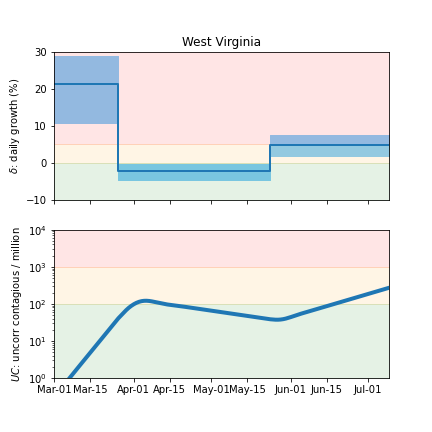 West Virginia
δ: daily growth (%)
30
20
10
0
−10
UC: uncorr contagious / million
10⁴
10³
10²
10¹
10⁰
Mar-01 Mar-15 Apr-01 Apr-15 May-01 May-15 Jun-01 Jun-15 Jul-01